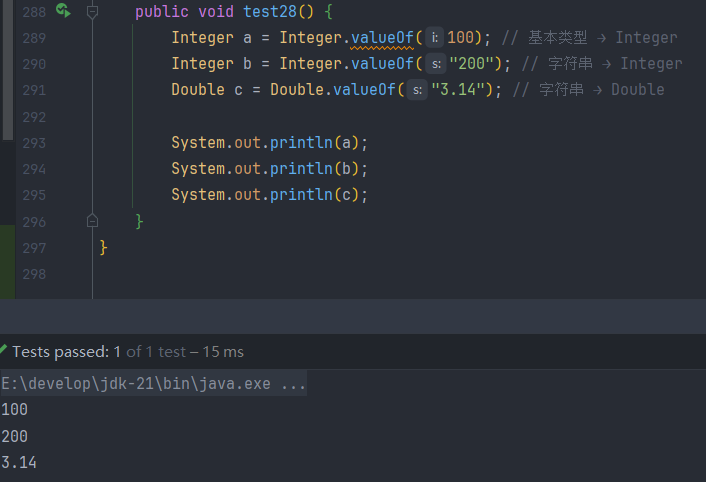 288 public void test28() {
289 Integer a = Integer.valueOf( i: 100); // 基本类型 → Integer
290 Integer b = Integer.valueOf( s: "200"); // 字符串 → Integer
291 Double c = Double.valueOf( s: "3.14"); // 字符串 → Double
292
293 System.out.println(a);
294 System.out.println(b);
295 System.out.println(c);
296 }
297 }
298
Tests passed: 1 of 1 test – 15 ms
E:\develop\jdk-21\bin\java.exe ...
100
200
3.14